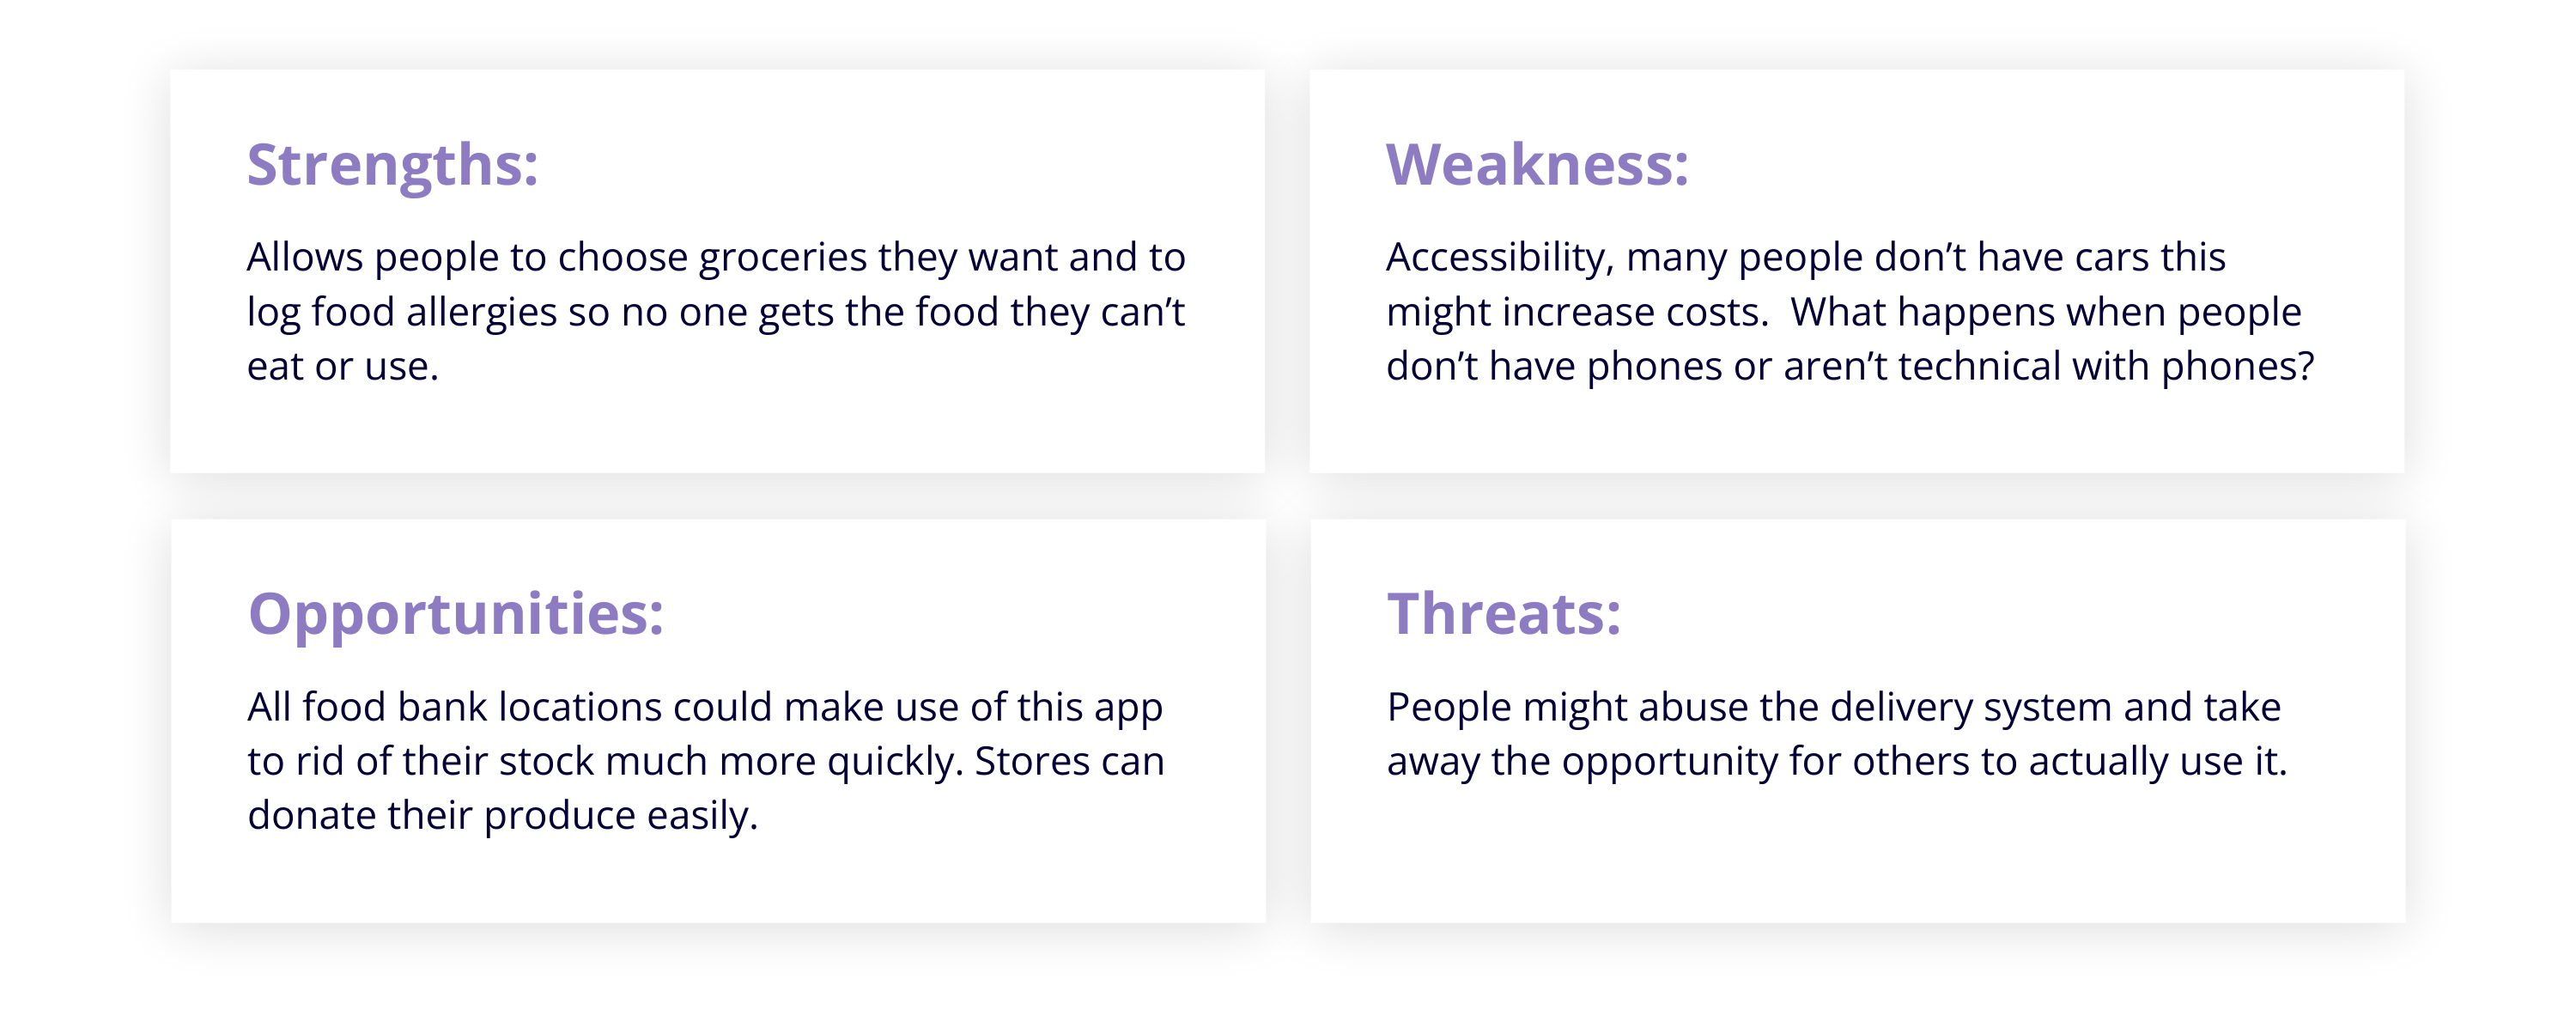 Strengths:
Allows people to choose groceries they want and to
log food allergies so no one gets the food they can’t
eat or use.
Weakness:
Accessibility, many people don’t have cars this
might increase costs.  What happens when people
don’t have phones or aren’t technical with phones?
Opportunities:
All food bank locations could make use of this app
to rid of their stock much more quickly. Stores can
donate their produce easily.
Threats:
People might abuse the delivery system and take
away the opportunity for others to actually use it.